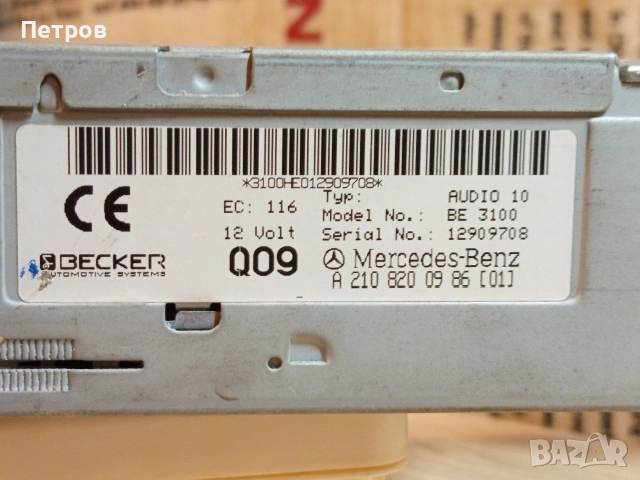 Петров
*3100HE012909708*
CE
EC: 116
12 Volt
Typ: AUDIO 10
Model No.: BE 3100
Serial No.: 12909708
BECKER
AUTOMOTIVE SYSTEMS
Q09
Mercedes-Benz
A 210 820 09 86 [01]
BAZAR